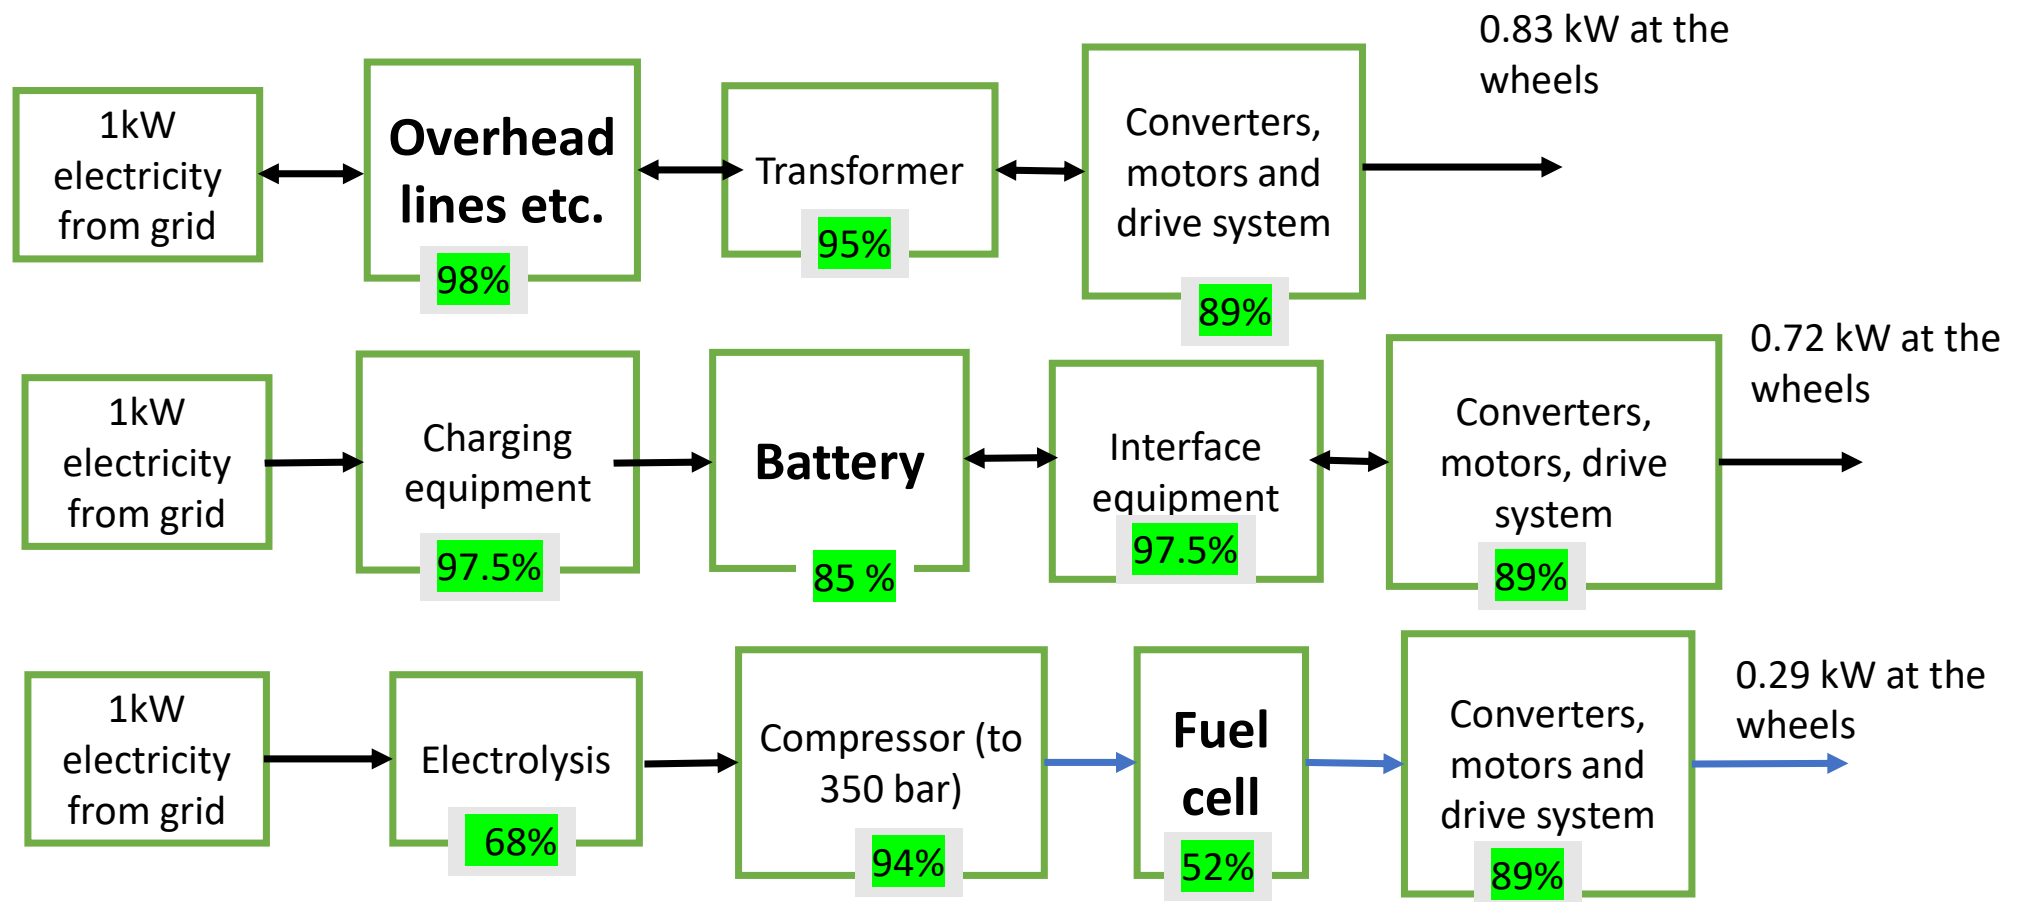 0.83 kW at the
wheels
1kW
electricity
from grid
Overhead
lines etc.
98%
Transformer
95%
Converters,
motors and
drive system
89%
0.72 kW at the
wheels
1kW
electricity
from grid
Charging
equipment
97.5%
Battery
85 %
Interface
equipment
97.5%
Converters,
motors, drive
system
89%
0.29 kW at the
wheels
1kW
electricity
from grid
Electrolysis
68%
Compressor (to
350 bar)
94%
Fuel
cell
52%
Converters,
motors and
drive system
89%